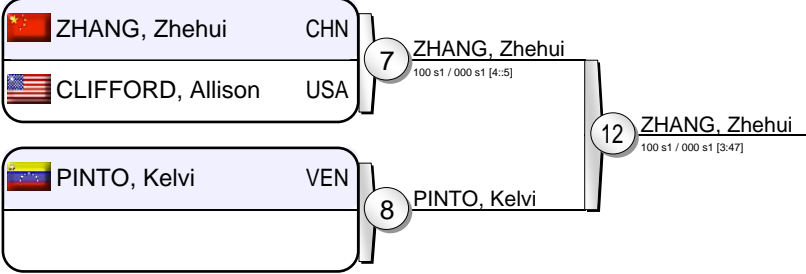 ZHANG, Zhehui CHN
CLIFFORD, Allison USA
7
ZHANG, Zhehui
100 s1 / 000 s1 [4::5]
PINTO, Kelvi VEN
8
PINTO, Kelvi
12
ZHANG, Zhehui
100 s1 / 000 s1 [3:47]